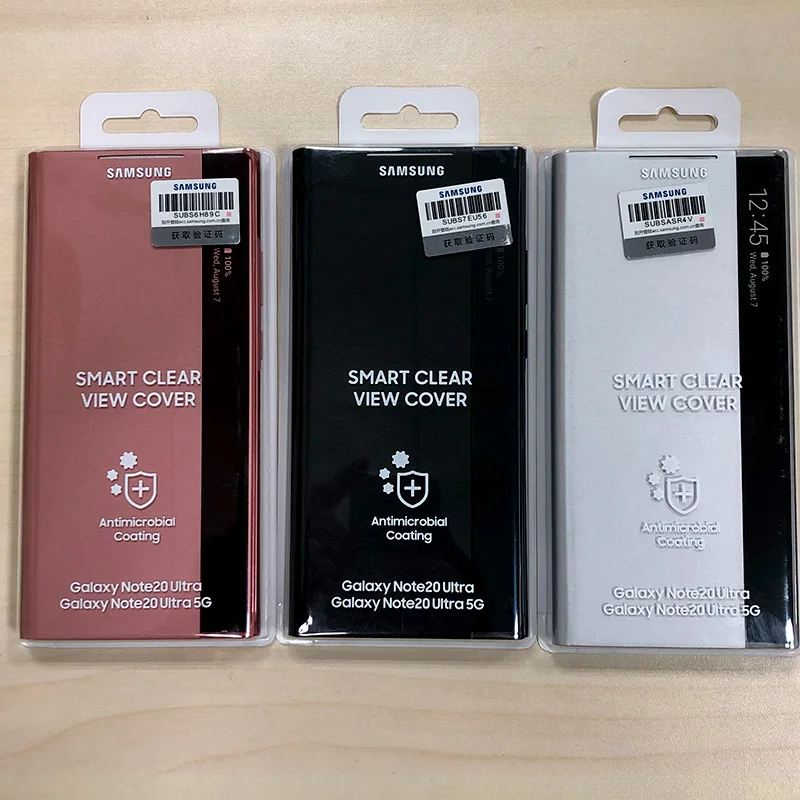 SAMSUNG
SAMSUNG
SUBS6H89C
获取验证码
100%
Wed, August 7
SMART CLEAR
VIEW COVER
Antimicrobial
Coating
Galaxy Note20 Ultra
Galaxy Note20 Ultra 5G
SAMSUNG
SAMSUNG
SUBS7EU56
获取验证码
100%
Wed, August 7
SMART CLEAR
VIEW COVER
Antimicrobial
Coating
Galaxy Note20 Ultra
Galaxy Note20 Ultra 5G
SAMSUNG
SAMSUNG
SUBSASR4V
获取验证码
12:45
100%
Wed, August 7
SMART CLEAR
VIEW COVER
Antimicrobial
Coating
Galaxy Note20 Ultra
Galaxy Note20 Ultra 5G